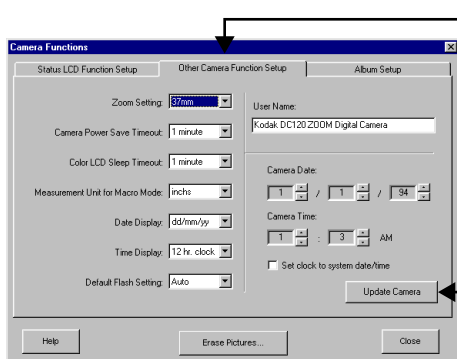 Camera Functions
Status LCD Function Setup
Other Camera Function Setup
Album Setup
Zoom Setting: 37mm
Camera Power Save Timeout: 1 minute
Color LCD Sleep Timeout: 1 minute
Measurement Unit for Macro Mode: inchs
Date Display: dd/mm/yy
Time Display: 12 hr. clock
Default Flash Setting: Auto
User Name:
Kodak DC120 ZOOM Digital Camera
Camera Date:
1 / 1 / 94
Camera Time:
1 : 3 AM
Set clock to system date/time
Update Camera
Help
Erase Pictures...
Close